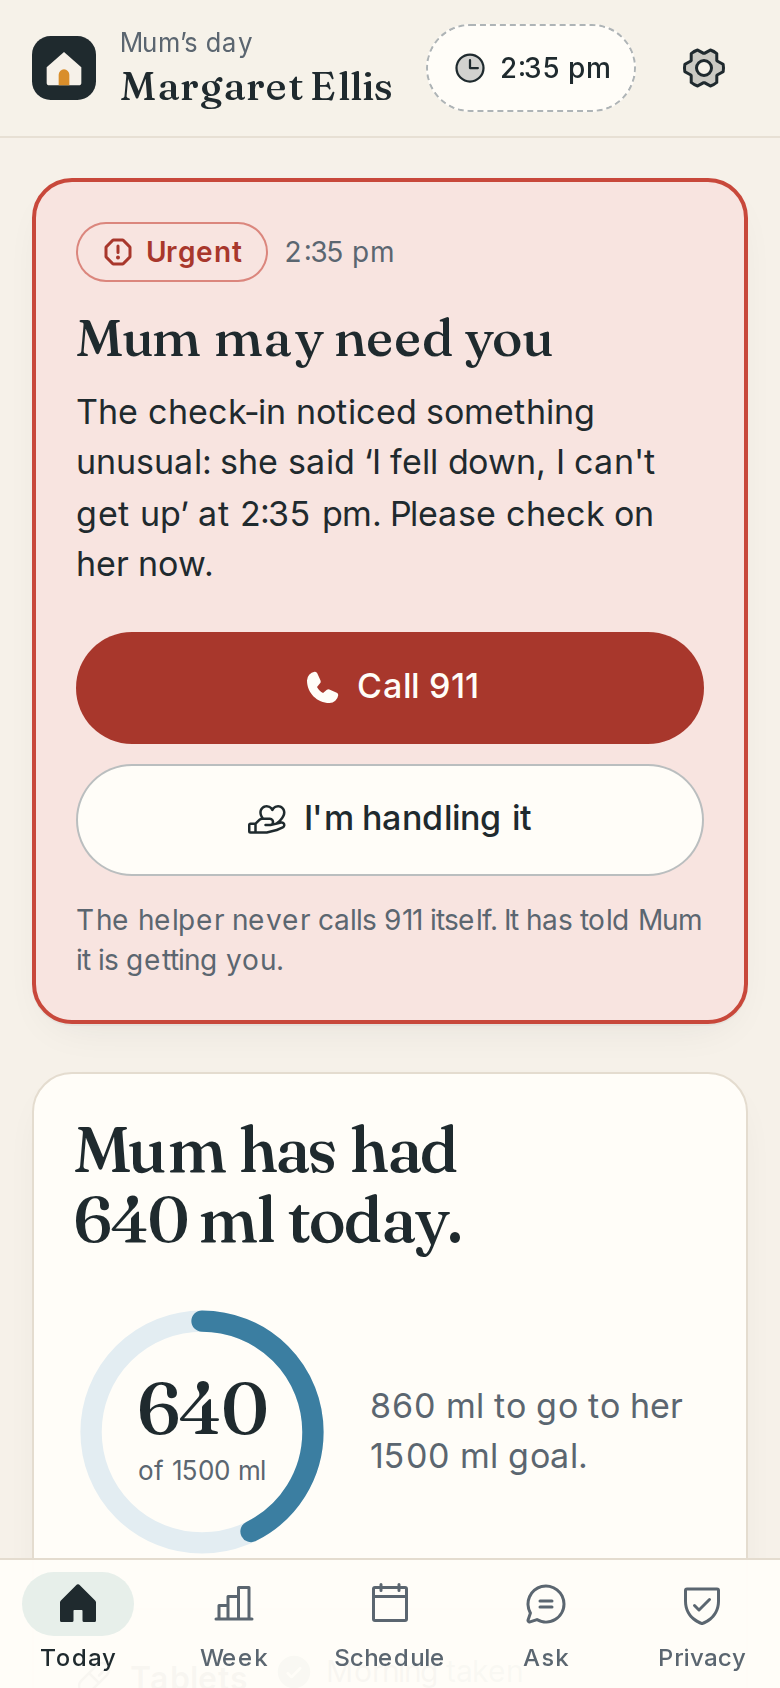 Mum’s day
Margaret Ellis
2:35 pm
Urgent
2:35 pm
Mum may need you
The check-in noticed something
unusual: she said ‘I fell down, I can't
get up’ at 2:35 pm. Please check on
her now.
Call 911
I'm handling it
The helper never calls 911 itself. It has told Mum
it is getting you.
Mum has had
640 ml today.
640
of 1500 ml
860 ml to go to her
1500 ml goal.
Today
Week
Schedule
Ask
Privacy
Tablets
Morning taken